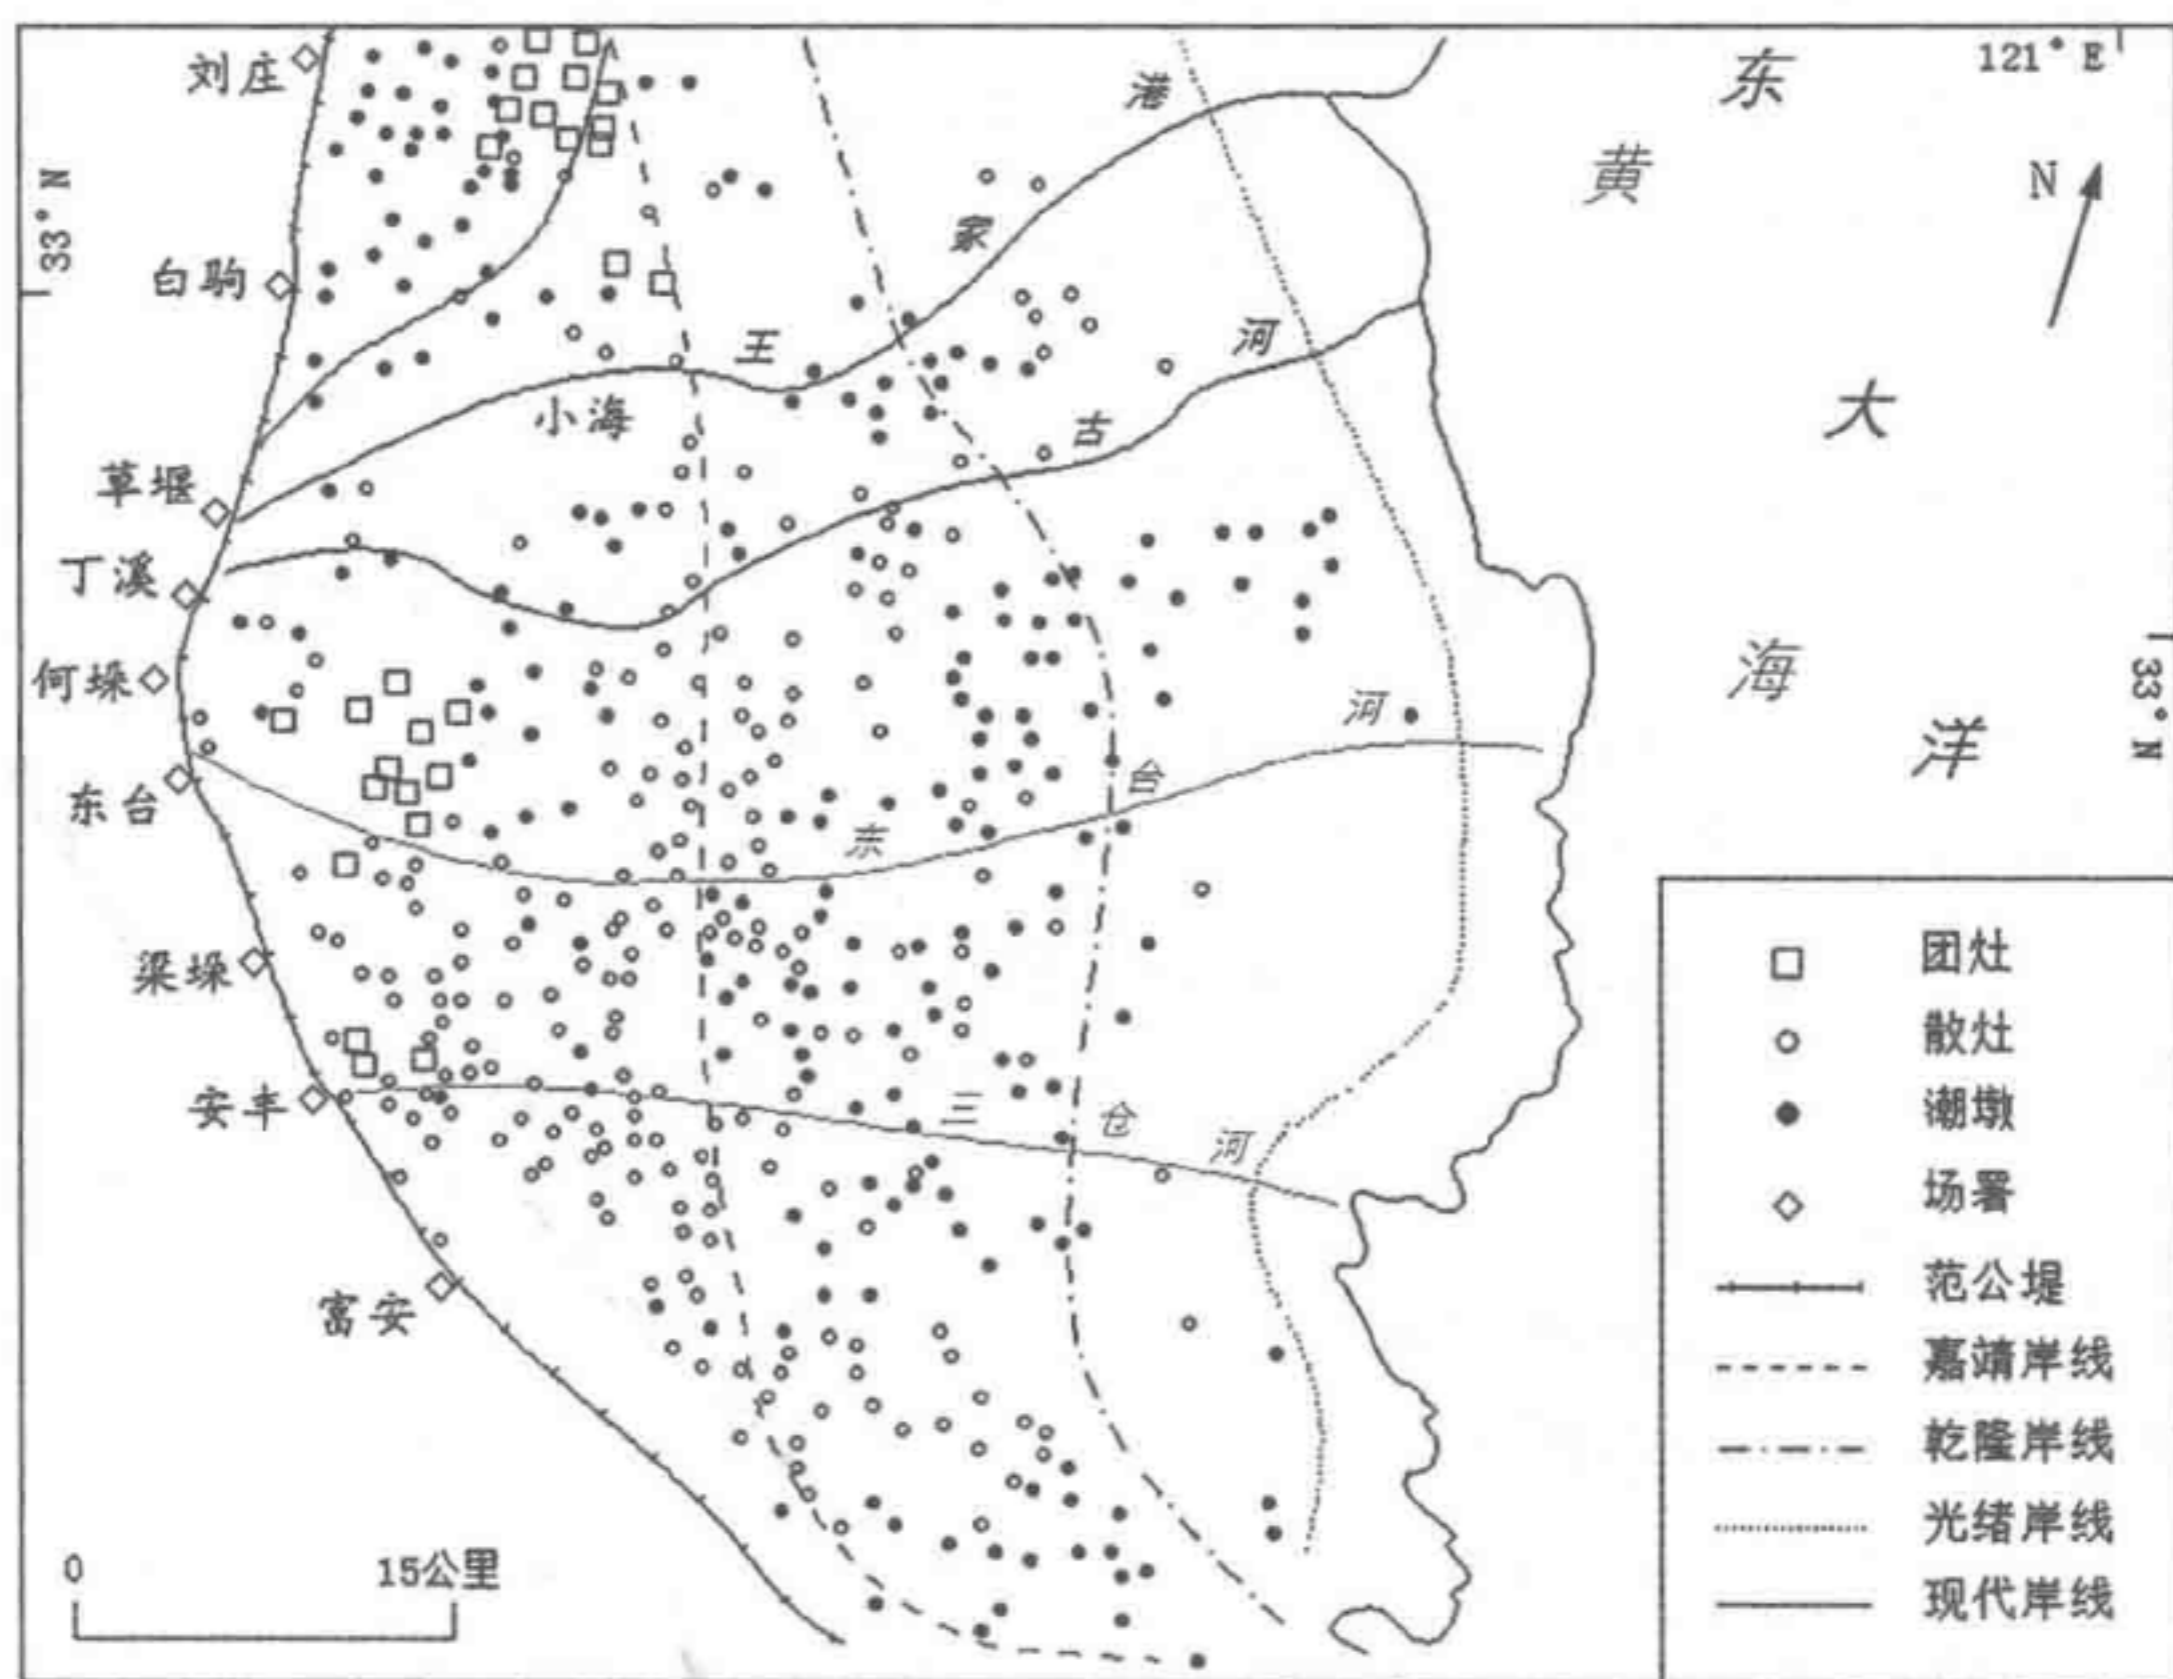 东
大
洋
黄
海
121° E
N
33° N
33° N
刘庄
白驹
草堰
丁溪
何垛
东台
梁垛
安丰
富安
小海
王
家
港
古
河
东
台
河
三
仓
河
0
15公里
团灶
散灶
潮墩
场署
范公堤
嘉靖岸线
乾隆岸线
光绪岸线
现代岸线